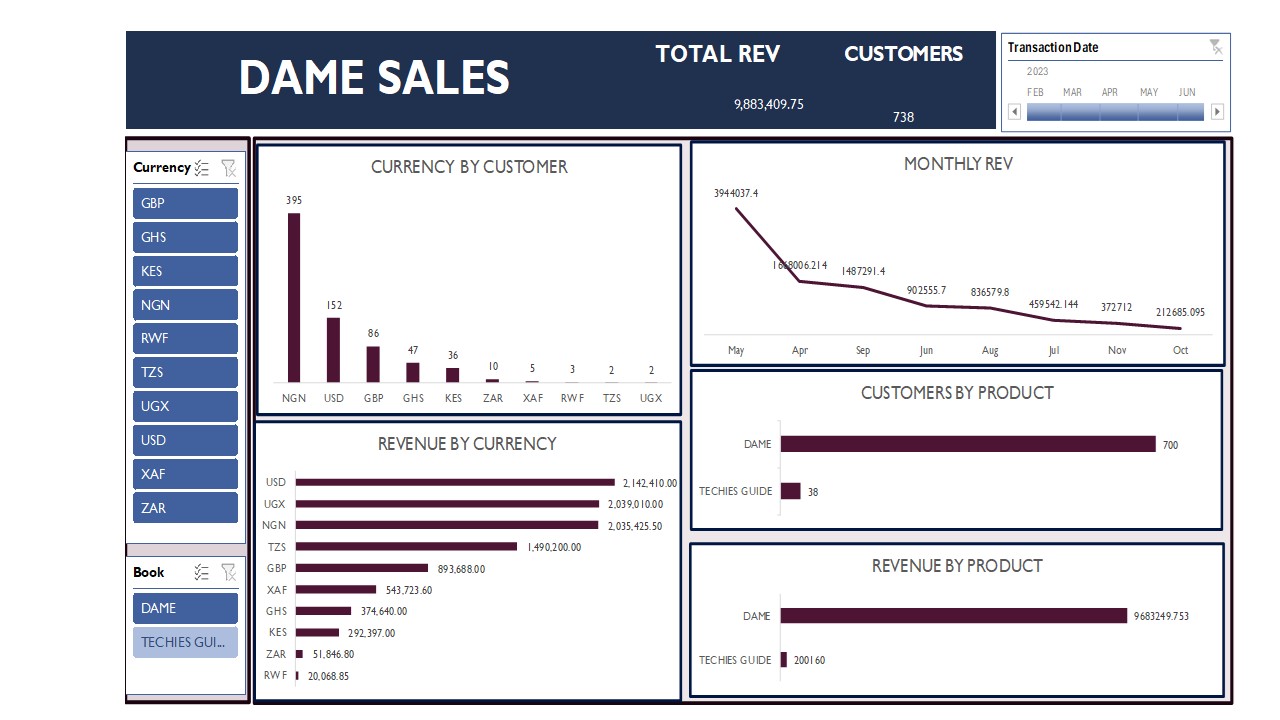 DAME SALES
TOTAL REV
CUSTOMERS
9,883,409.75
738
Transaction Date
2023
FEB MAR APR MAY JUN
Currency
GBP
GHS
KES
NGN
RWF
TZS
UGX
USD
XAF
ZAR
Book
DAME
TECHIES GUI...
CURRENCY BY CUSTOMER
395
152
86
47
36
10
5
3
2
2
NGN USD GBP GHS KES ZAR XAF RWF TZS UGX
REVENUE BY CURRENCY
USD 2,142,410.00
UGX 2,039,010.00
NGN 2,035,425.50
TZS 1,490,200.00
GBP 893,688.00
XAF 543,723.60
GHS 374,640.00
KES 292,397.00
ZAR 51,846.80
RWF 20,068.85
MONTHLY REV
3944037.4
1668006.214
1487291.4
902555.7
836579.8
459542.144
372712
212685.095
May Apr Sep Jun Aug Jul Nov Oct
CUSTOMERS BY PRODUCT
DAME 700
TECHIES GUIDE 38
REVENUE BY PRODUCT
DAME 9683249.753
TECHIES GUIDE 200160